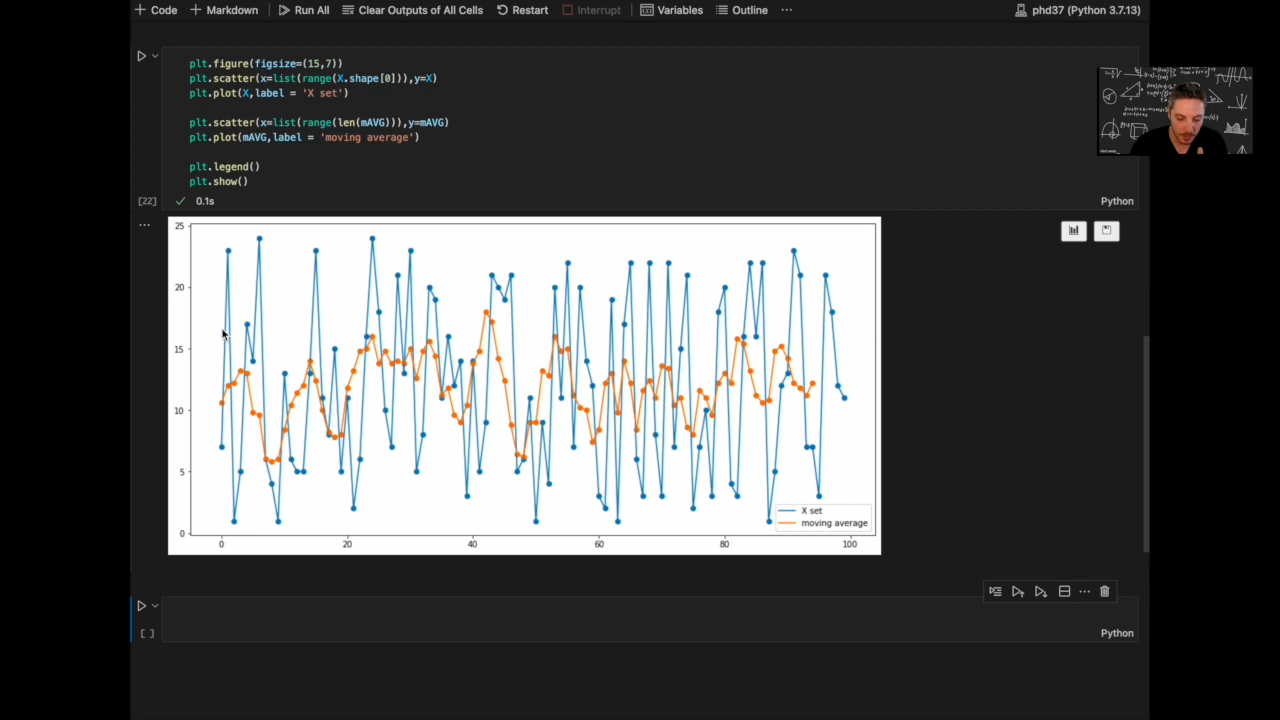 Code
Markdown
Run All
Clear Outputs of All Cells
Restart
Interrupt
Variables
Outline
...
phd37 (Python 3.7.13)
plt.figure(figsize=(15,7))
plt.scatter(x=list(range(X.shape[0])),y=X)
plt.plot(X,label = 'X set')
plt.scatter(x=list(range(len(mAVG))),y=mAVG)
plt.plot(mAVG,label = 'moving average')
plt.legend()
plt.show()
[22]
0.1s
Python
...
25
20
15
10
5
0
0
20
40
60
80
100
X set
moving average
...
[ ]
Python